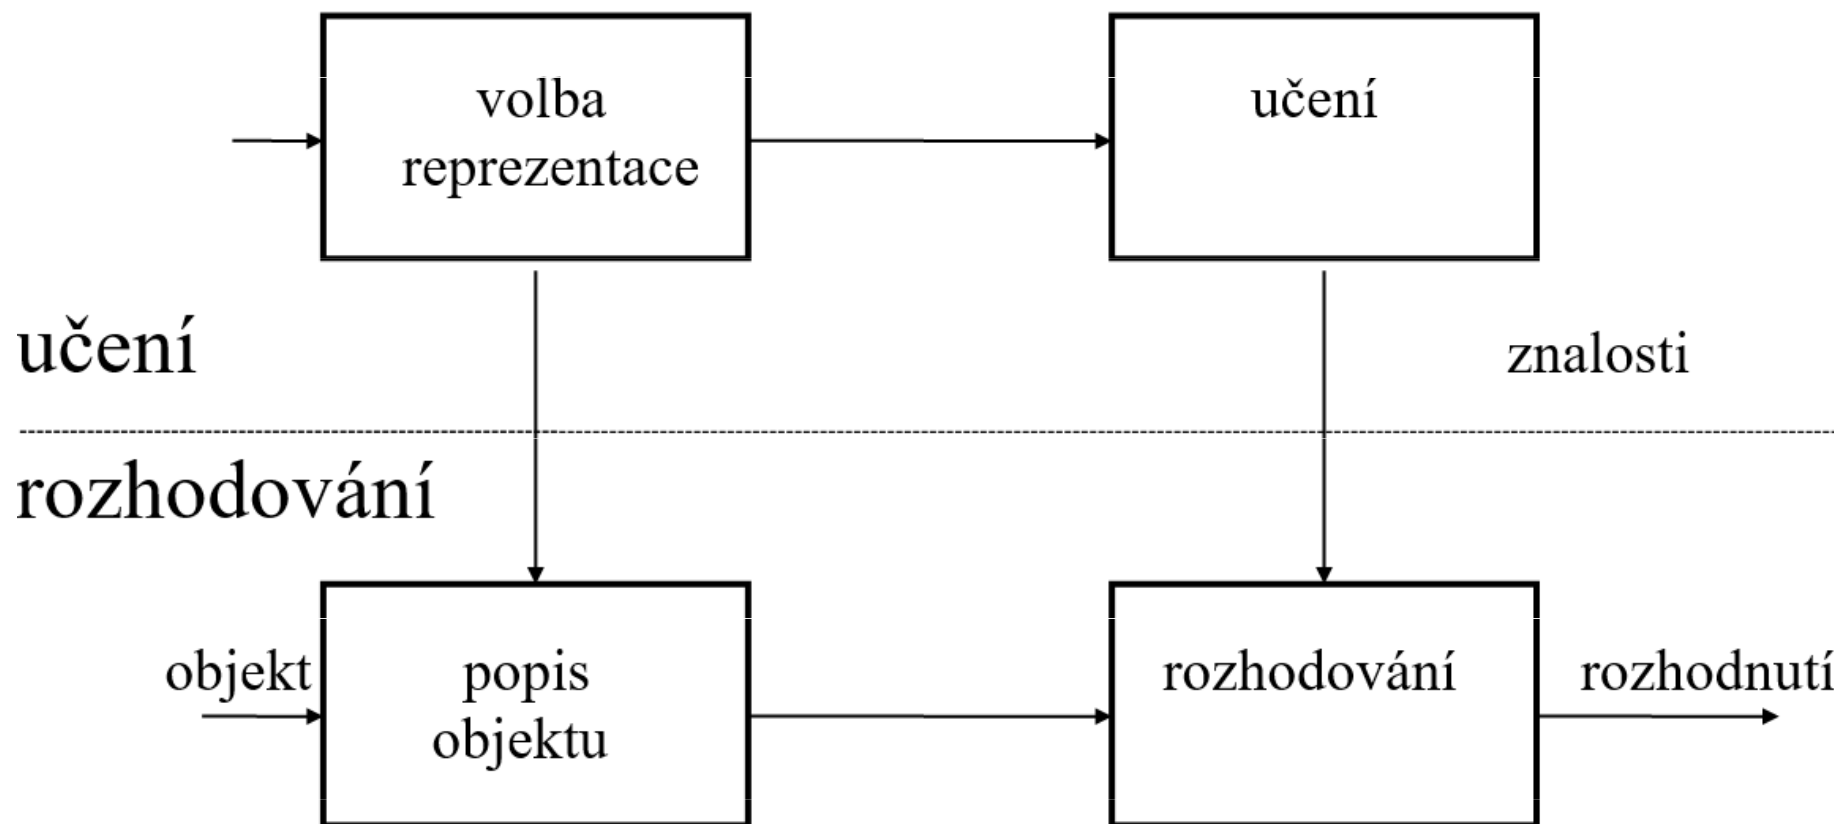 volba
reprezentace
učení
učení
znalosti
rozhodování
objekt
popis
objektu
rozhodování
rozhodnutí